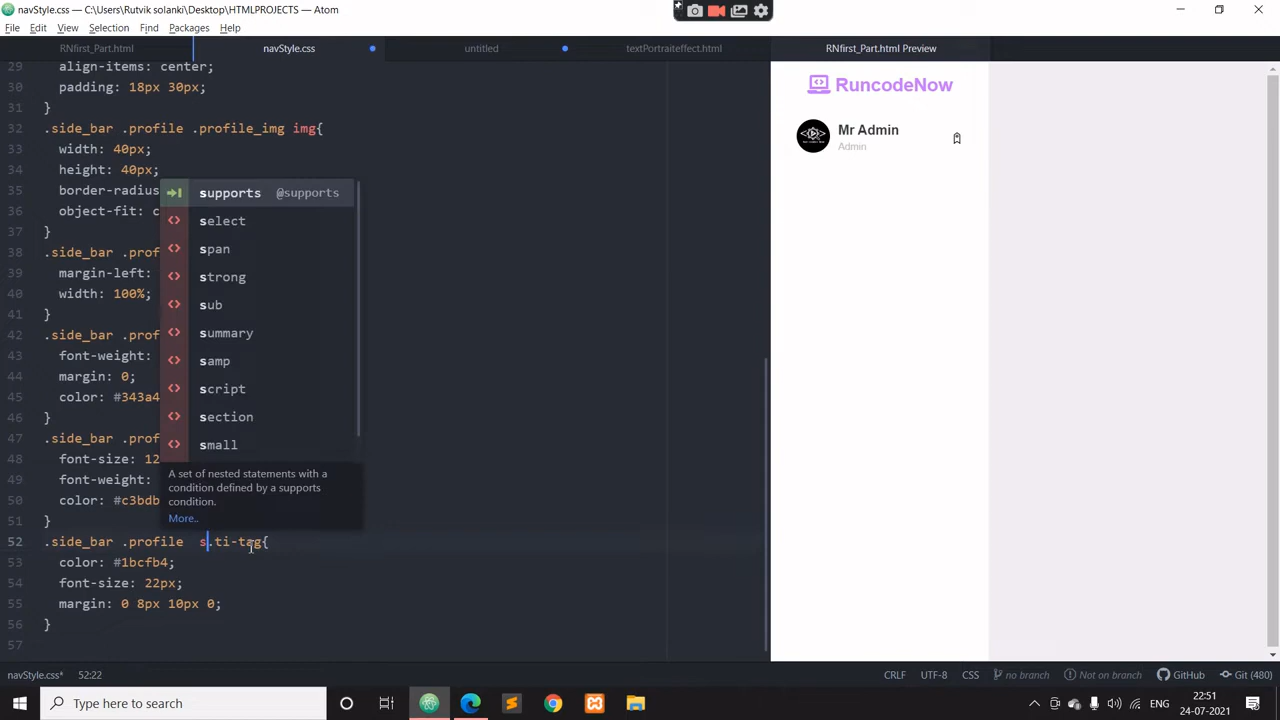 navStyle.css — C:\Users\Rutvik solanki\Desktop\HTMLPROJECTS — Atom
File Edit View Selection Find Packages Help
RNfirst_Part.html navStyle.css untitled textPortraiteffect.html RNfirst_Part.html Preview
29 align-items: center;
30 padding: 18px 30px;
31 }
32 .side_bar .profile .profile_img img{
33 width: 40px;
34 height: 40px;
35 border-radius
36 object-fit: c
37 }
38 .side_bar .prof
39 margin-left:
40 width: 100%;
41 }
42 .side_bar .prof
43 font-weight:
44 margin: 0;
45 color: #343a4
46 }
47 .side_bar .prof
48 font-size: 12
49 font-weight:
50 color: #c3bdb
51 }
52 .side_bar .profile s.ti-tag{
53 color: #1bcfb4;
54 font-size: 22px;
55 margin: 0 8px 10px 0;
56 }
57
supports @supports
select
span
strong
sub
summary
samp
script
section
small
A set of nested statements with a
condition defined by a supports
condition.
More..
RuncodeNow
Mr Admin
Admin
navStyle.css* 52:22 CRLF UTF-8 CSS no branch Not on branch GitHub Git (480)
Type here to search
ENG
22:51
24-07-2021